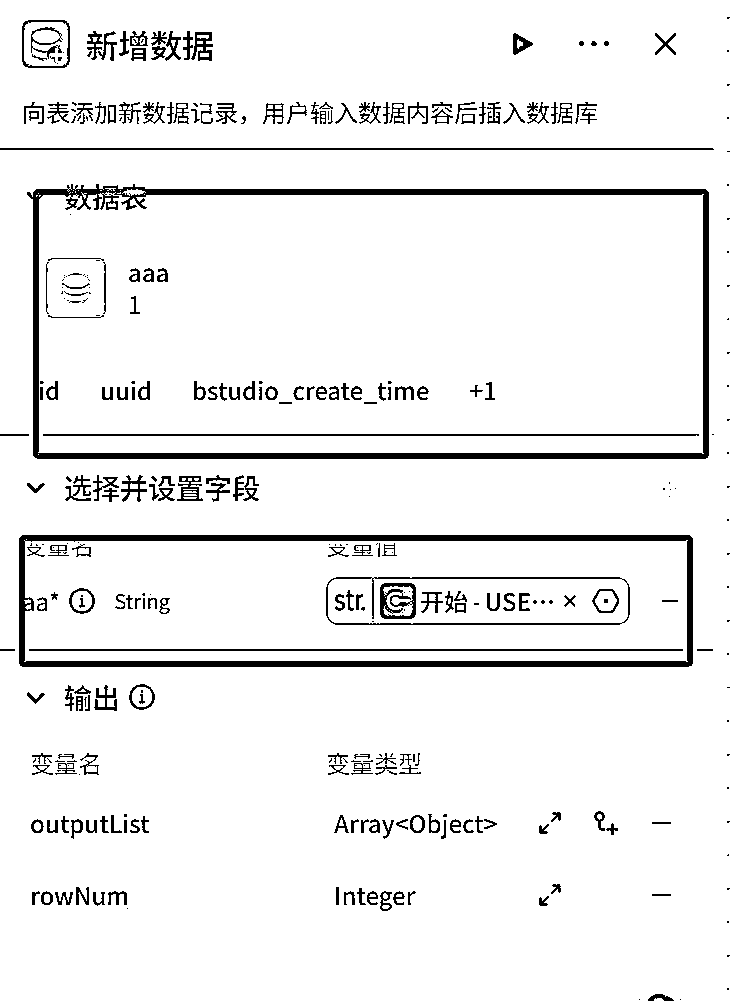 新增数据
向表添加新数据记录，用户输入数据内容后插入数据库
数据表
aaa
1
id uuid bstudio_create_time +1
选择并设置字段
变量名 变量值
aa* String str. 开始 - USE··· ×
输出
变量名 变量类型
outputList Array<Object>
rowNum Integer